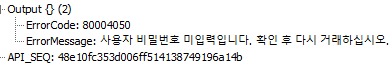 Output {} (2)
ErrorCode: 80004050
ErrorMessage: 사용자 비밀번호 미입력입니다. 확인 후 다시 거래하십시오.
API_SEQ: 48e10fc353d006ff514138749196a14b